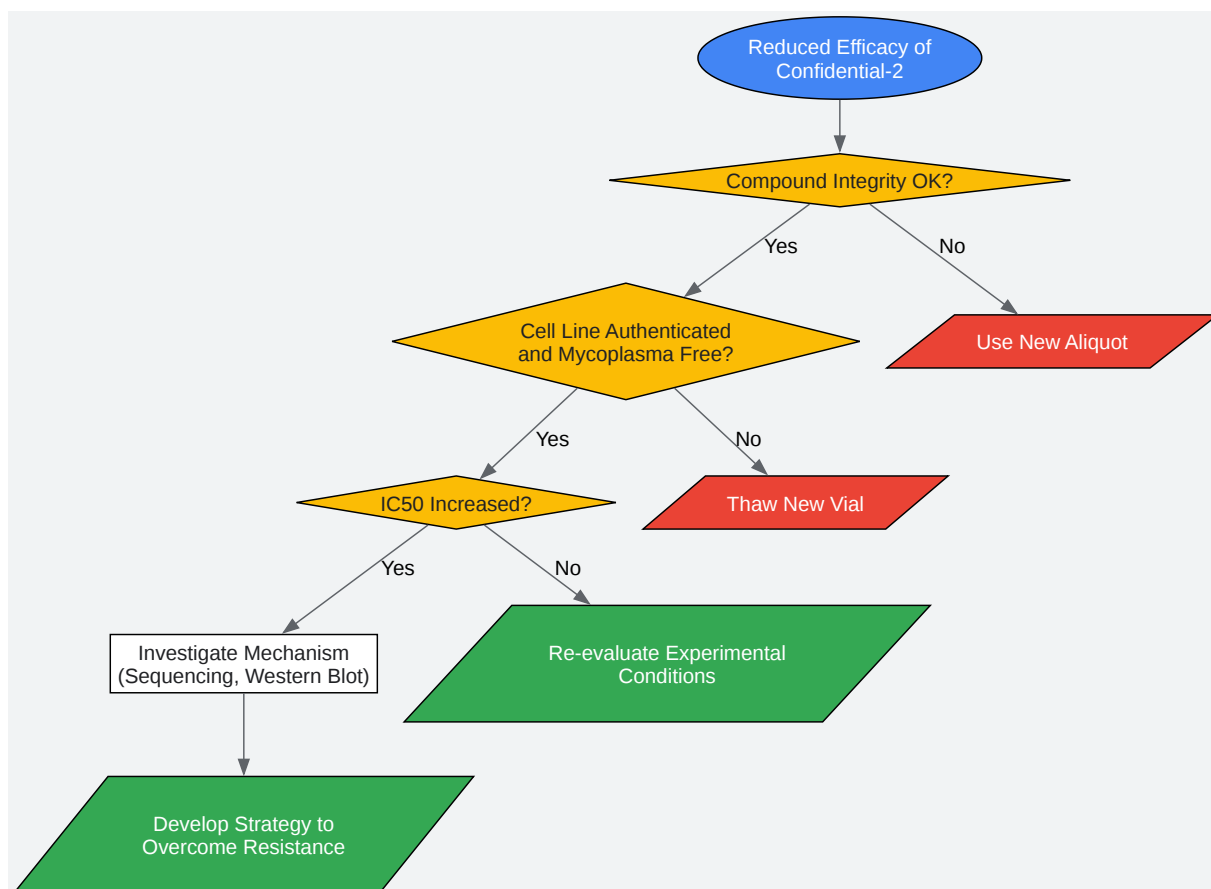 Reduced Efficacy of
Confidential-2
Compound Integrity OK?
Yes
No
Cell Line Authenticated
and Mycoplasma Free?
Use New Aliquot
Yes
No
IC50 Increased?
Thaw New Vial
Yes
No
Investigate Mechanism
(Sequencing, Western Blot)
Re-evaluate Experimental
Conditions
Develop Strategy to
Overcome Resistance